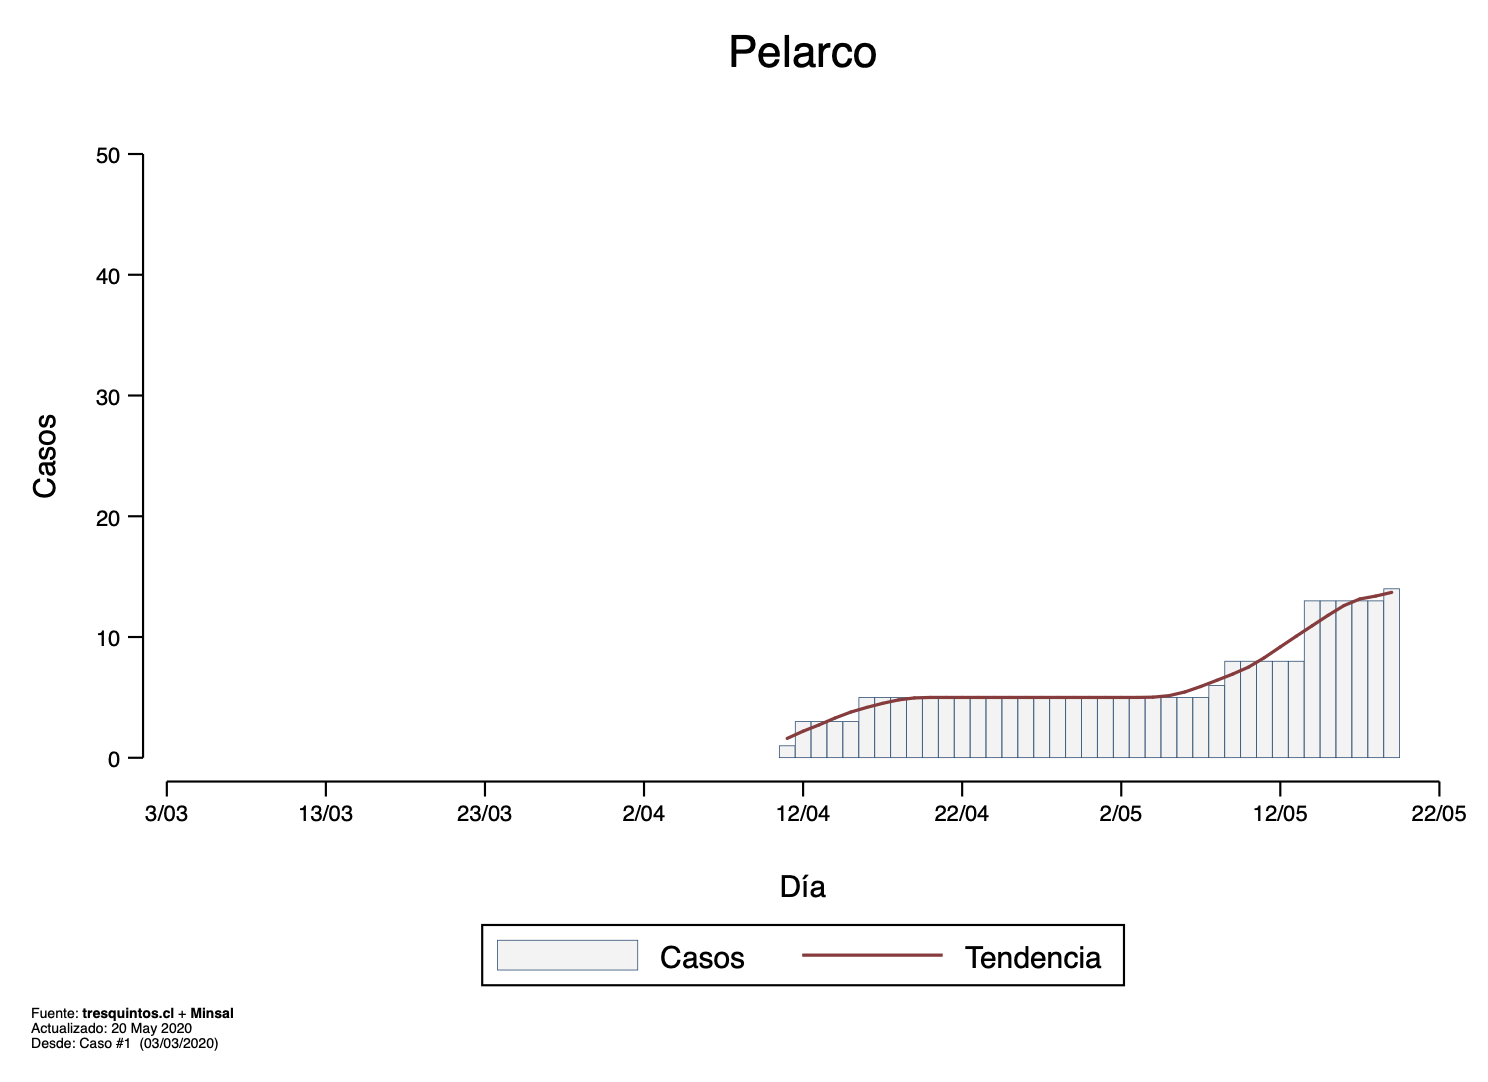 Pelarco
50
40
30
20
10
0
Casos
3/03
13/03
23/03
2/04
12/04
22/04
2/05
12/05
22/05
Día
Casos
Tendencia
Fuente: tresquintos.cl + Minsal
Actualizado: 20 May 2020
Desde: Caso #1 (03/03/2020)